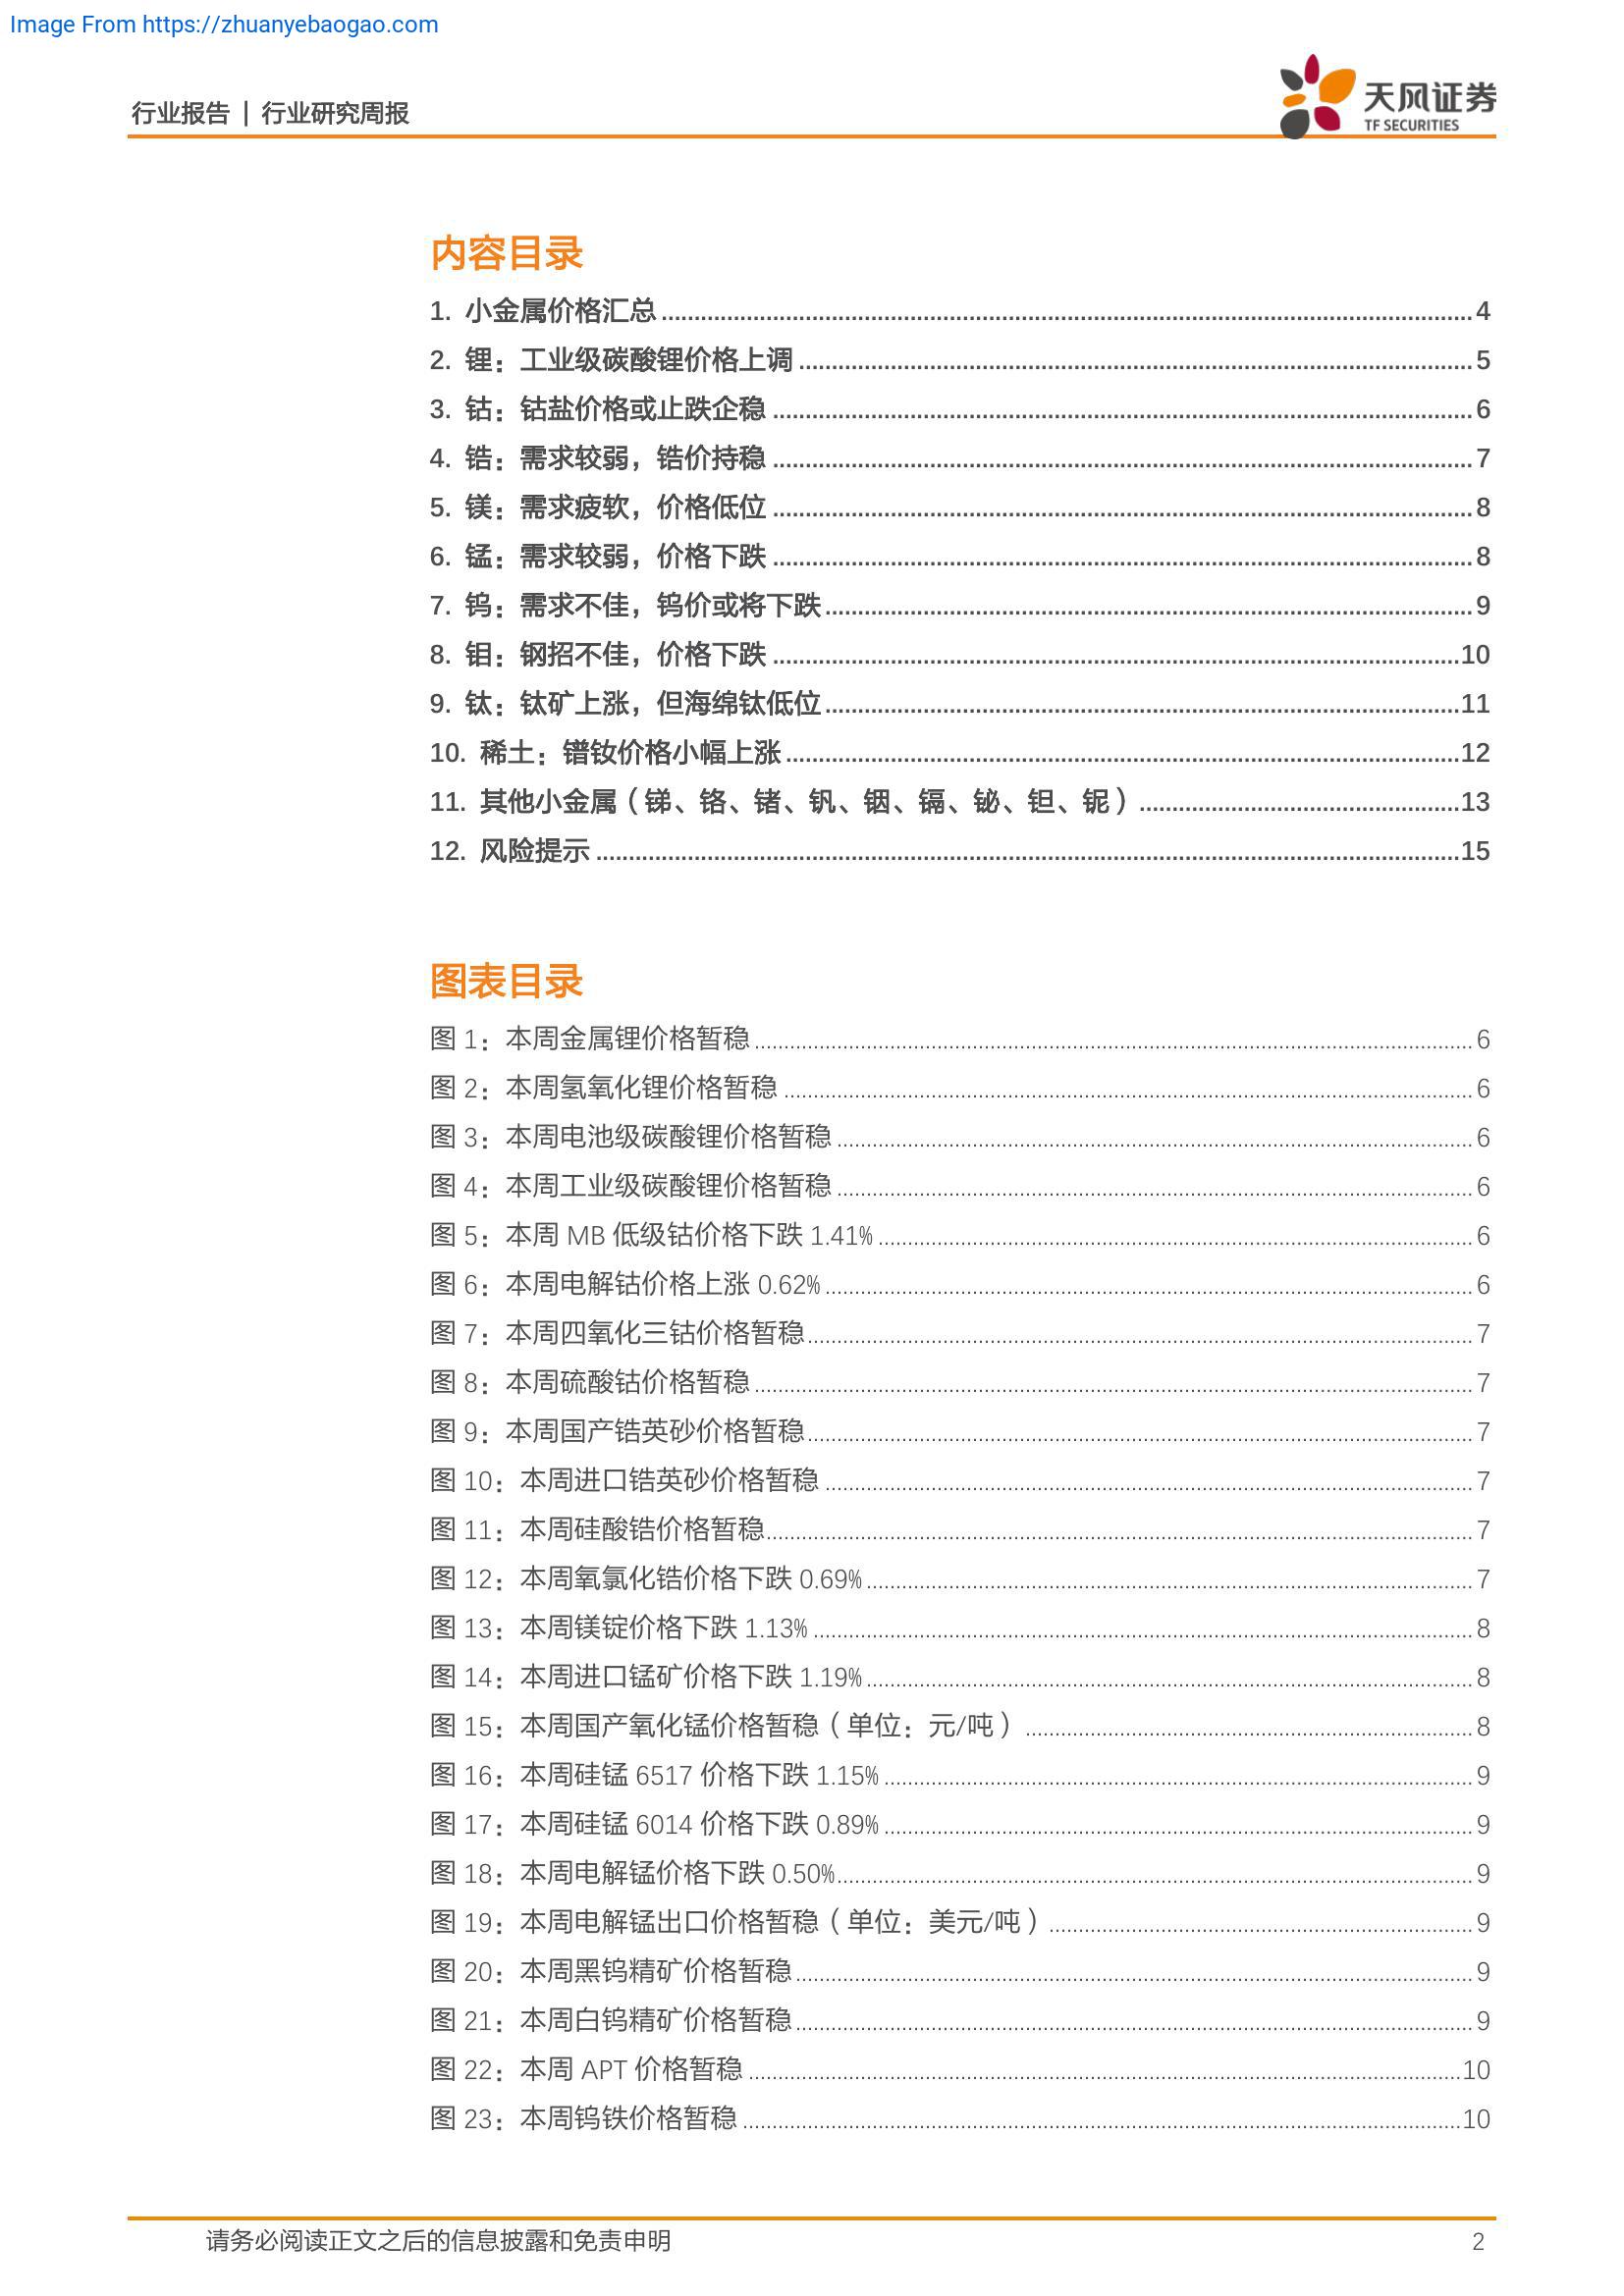 Image From https://zhuanyebaogao.com
行业报告 | 行业研究周报
天风证券
TF SECURITIES
内容目录
1. 小金属价格汇总 4
2. 锂：工业级碳酸锂价格上调 5
3. 钴：钴盐价格或止跌企稳 6
4. 锆：需求较弱，锆价持稳 7
5. 镁：需求疲软，价格低位 8
6. 锰：需求较弱，价格下跌 8
7. 钨：需求不佳，钨价或将下跌 9
8. 钼：钢招不佳，价格下跌 10
9. 钛：钛矿上涨，但海绵钛低位 11
10. 稀土：镨钕价格小幅上涨 12
11. 其他小金属（锑、铬、锗、钒、铟、镉、铋、钽、铌） 13
12. 风险提示 15
图表目录
图 1：本周金属锂价格暂稳 6
图 2：本周氢氧化锂价格暂稳 6
图 3：本周电池级碳酸锂价格暂稳 6
图 4：本周工业级碳酸锂价格暂稳 6
图 5：本周 MB 低级钴价格下跌 1.41% 6
图 6：本周电解钴价格上涨 0.62% 6
图 7：本周四氧化三钴价格暂稳 7
图 8：本周硫酸钴价格暂稳 7
图 9：本周国产锆英砂价格暂稳 7
图 10：本周进口锆英砂价格暂稳 7
图 11：本周硅酸锆价格暂稳 7
图 12：本周氧氯化锆价格下跌 0.69% 7
图 13：本周镁锭价格下跌 1.13% 8
图 14：本周进口锰矿价格下跌 1.19% 8
图 15：本周国产氧化锰价格暂稳（单位：元/吨） 8
图 16：本周硅锰 6517 价格下跌 1.15% 9
图 17：本周硅锰 6014 价格下跌 0.89% 9
图 18：本周电解锰价格下跌 0.50% 9
图 19：本周电解锰出口价格暂稳（单位：美元/吨） 9
图 20：本周黑钨精矿价格暂稳 9
图 21：本周白钨精矿价格暂稳 9
图 22：本周 APT 价格暂稳 10
图 23：本周钨铁价格暂稳 10
请务必阅读正文之后的信息披露和免责申明 2